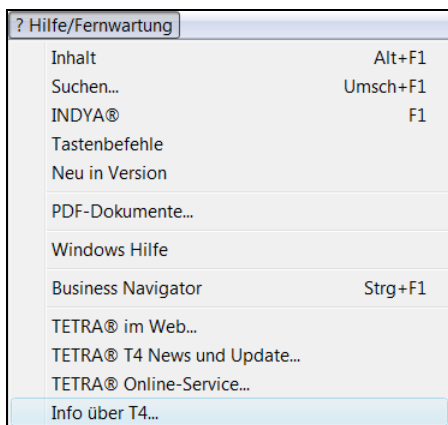 ? Hilfe/Fernwartung
Inhalt Alt+F1
Suchen... Umsch+F1
INDYA® F1
Tastenbefehle
Neu in Version
PDF-Dokumente...
Windows Hilfe
Business Navigator Strg+F1
TETRA® im Web...
TETRA® T4 News und Update...
TETRA® Online-Service...
Info über T4...